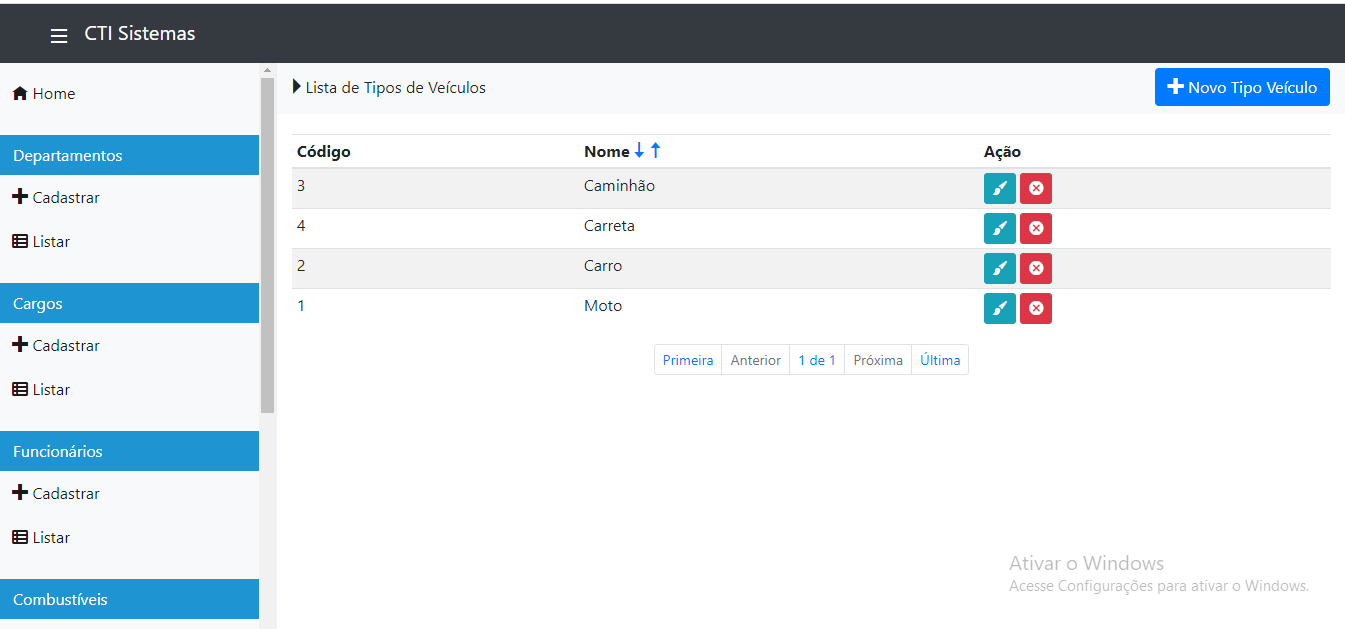 CTI Sistemas
Home
Departamentos
Cadastrar
Listar
Cargos
Cadastrar
Listar
Funcionários
Cadastrar
Listar
Combustíveis
Lista de Tipos de Veículos
Novo Tipo Veículo
Código Nome Ação
3 Caminhão
4 Carreta
2 Carro
1 Moto
Primeira Anterior 1 de 1 Próxima Última
Ativar o Windows
Acesse Configurações para ativar o Windows.